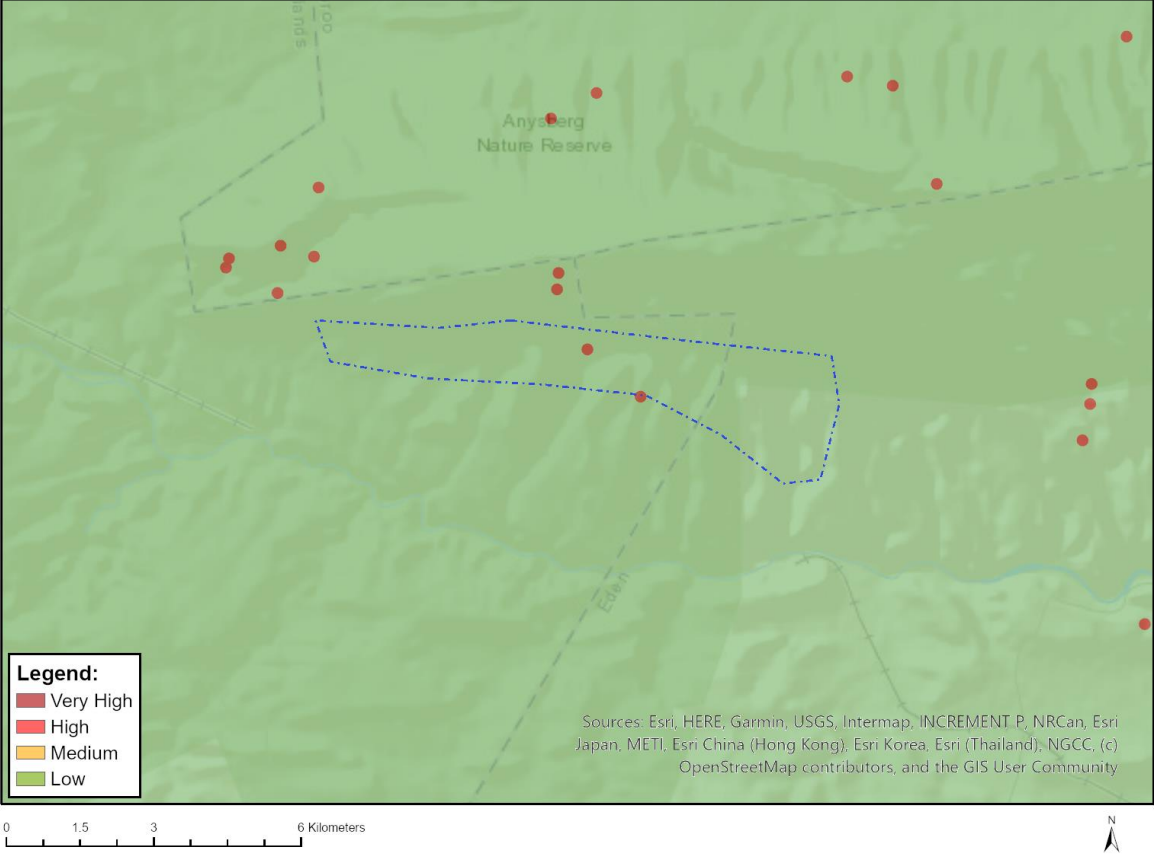 roo
lands
Anysberg
Nature Reserve
Eden
Legend:
Very High
High
Medium
Low
Sources: Esri, HERE, Garmin, USGS, Intermap, INCREMENT P, NRCan, Esri
Japan, METI, Esri China (Hong Kong), Esri Korea, Esri (Thailand), NGCC, (c)
OpenStreetMap contributors, and the GIS User Community
0 1.5 3 6 Kilometers
N